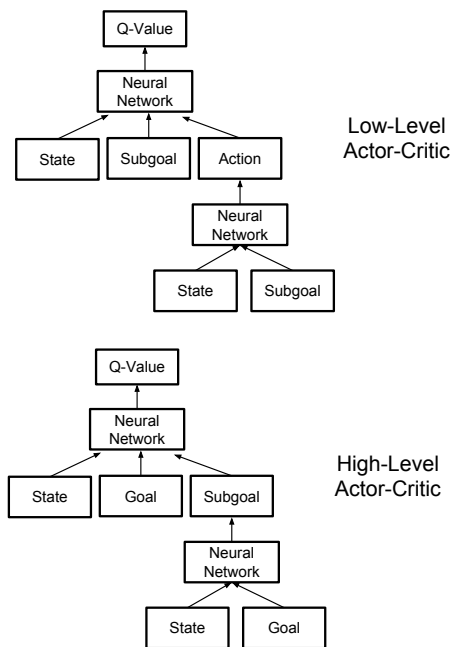 Q-Value
Neural
Network
State
Subgoal
Action
Low-Level
Actor-Critic
Neural
Network
State
Subgoal
Q-Value
Neural
Network
State
Goal
Subgoal
High-Level
Actor-Critic
Neural
Network
State
Goal